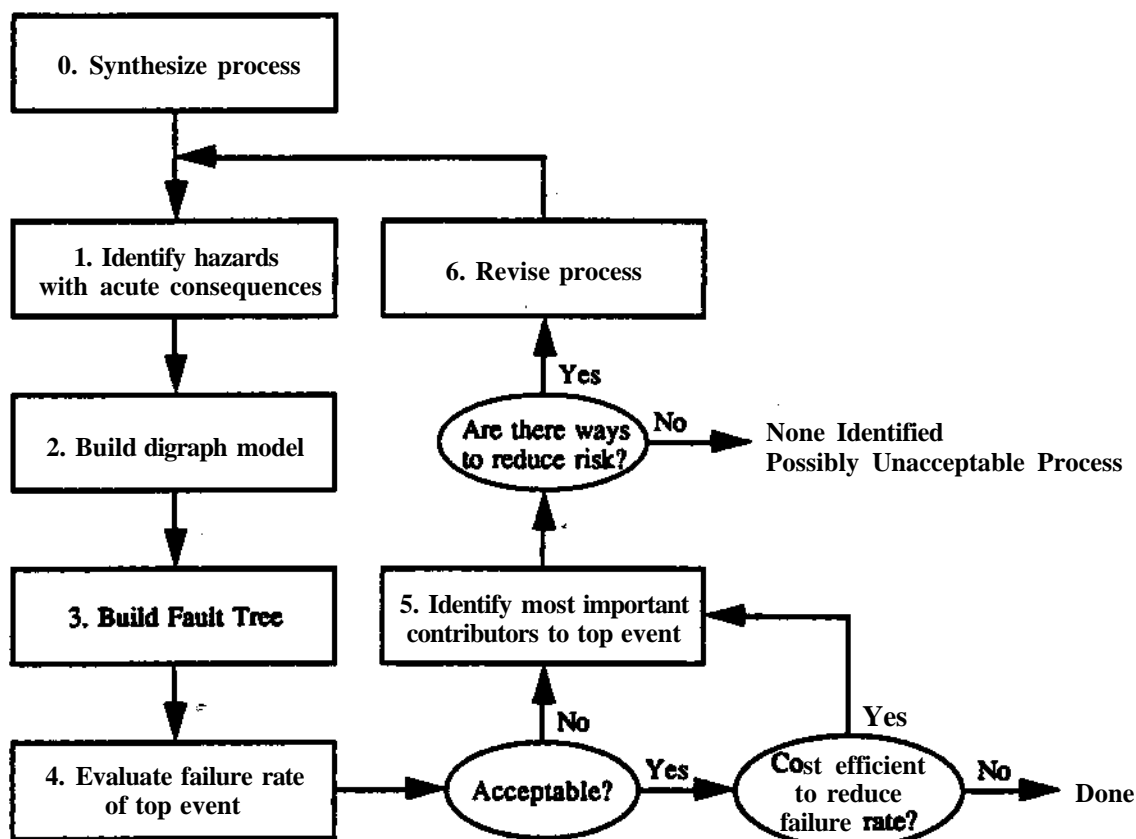 0. Synthesize process
1. Identify hazards
with acute consequences
6. Revise process
Yes
2. Build digraph model
Are there ways
to reduce risk?
No
None Identified
Possibly Unacceptable Process
3. Build Fault Tree
5. Identify most important
contributors to top event
No
Yes
4. Evaluate failure rate
of top event
Acceptable?
Yes
Cost efficient
to reduce
failure rate?
No
Done